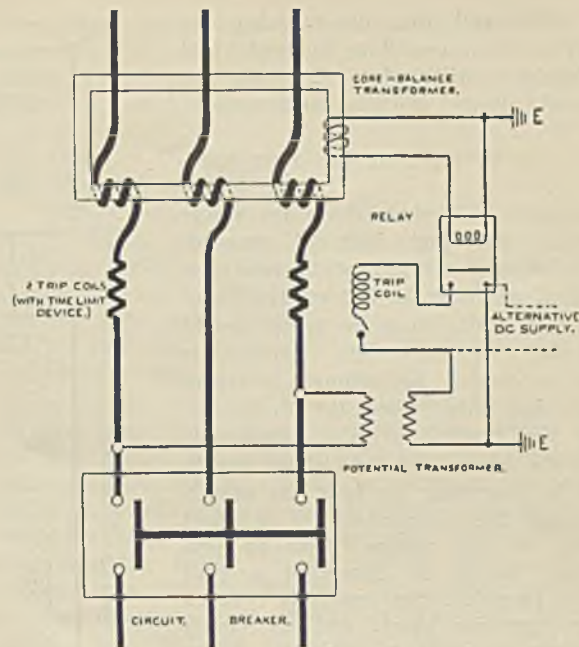 CORE-BALANCE
TRANSFORMER.
E
RELAY
2 TRIP COILS
(WITH TIME LIMIT
DEVICE.)
TRIP
COIL
ALTERNATIVE
DC SUPPLY.
E
POTENTIAL TRANSFORMER.
CIRCUIT. BREAKER.